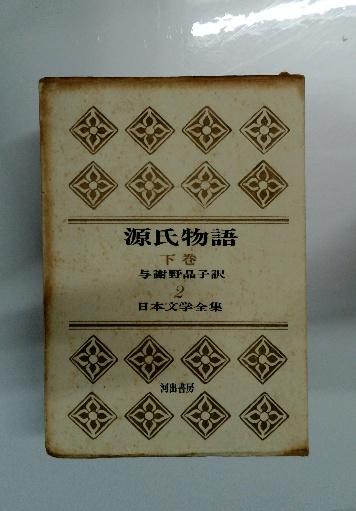 源氏物語
下巻
与謝野晶子訳
2
日本文学全集
河出書房